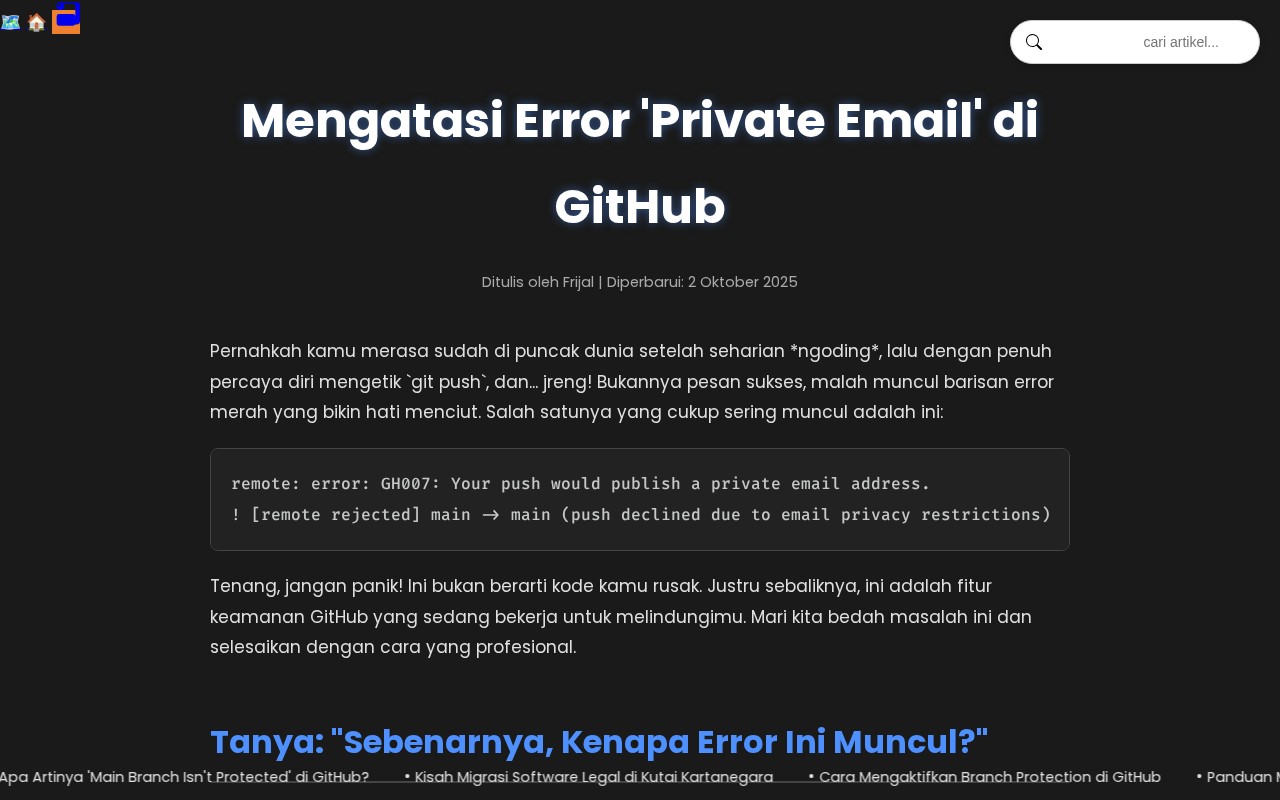 cari artikel...
Mengatasi Error 'Private Email' di
GitHub
Ditulis oleh Frijal | Diperbarui: 2 Oktober 2025
Pernahkah kamu merasa sudah di puncak dunia setelah seharian *ngoding*, lalu dengan penuh
percaya diri mengetik `git push`, dan... jreng! Bukannya pesan sukses, malah muncul barisan error
merah yang bikin hati menciut. Salah satunya yang cukup sering muncul adalah ini:
remote: error: GH007: Your push would publish a private email address.
! [remote rejected] main -> main (push declined due to email privacy restrictions)
Tenang, jangan panik! Ini bukan berarti kode kamu rusak. Justru sebaliknya, ini adalah fitur
keamanan GitHub yang sedang bekerja untuk melindungimu. Mari kita bedah masalah ini dan
selesaikan dengan cara yang profesional.
Tanya: "Sebenarnya, Kenapa Error Ini Muncul?"
Apa Artinya 'Main Branch Isn't Protected' di GitHub? • Kisah Migrasi Software Legal di Kutai Kartanegara • Cara Mengaktifkan Branch Protection di GitHub • Panduan